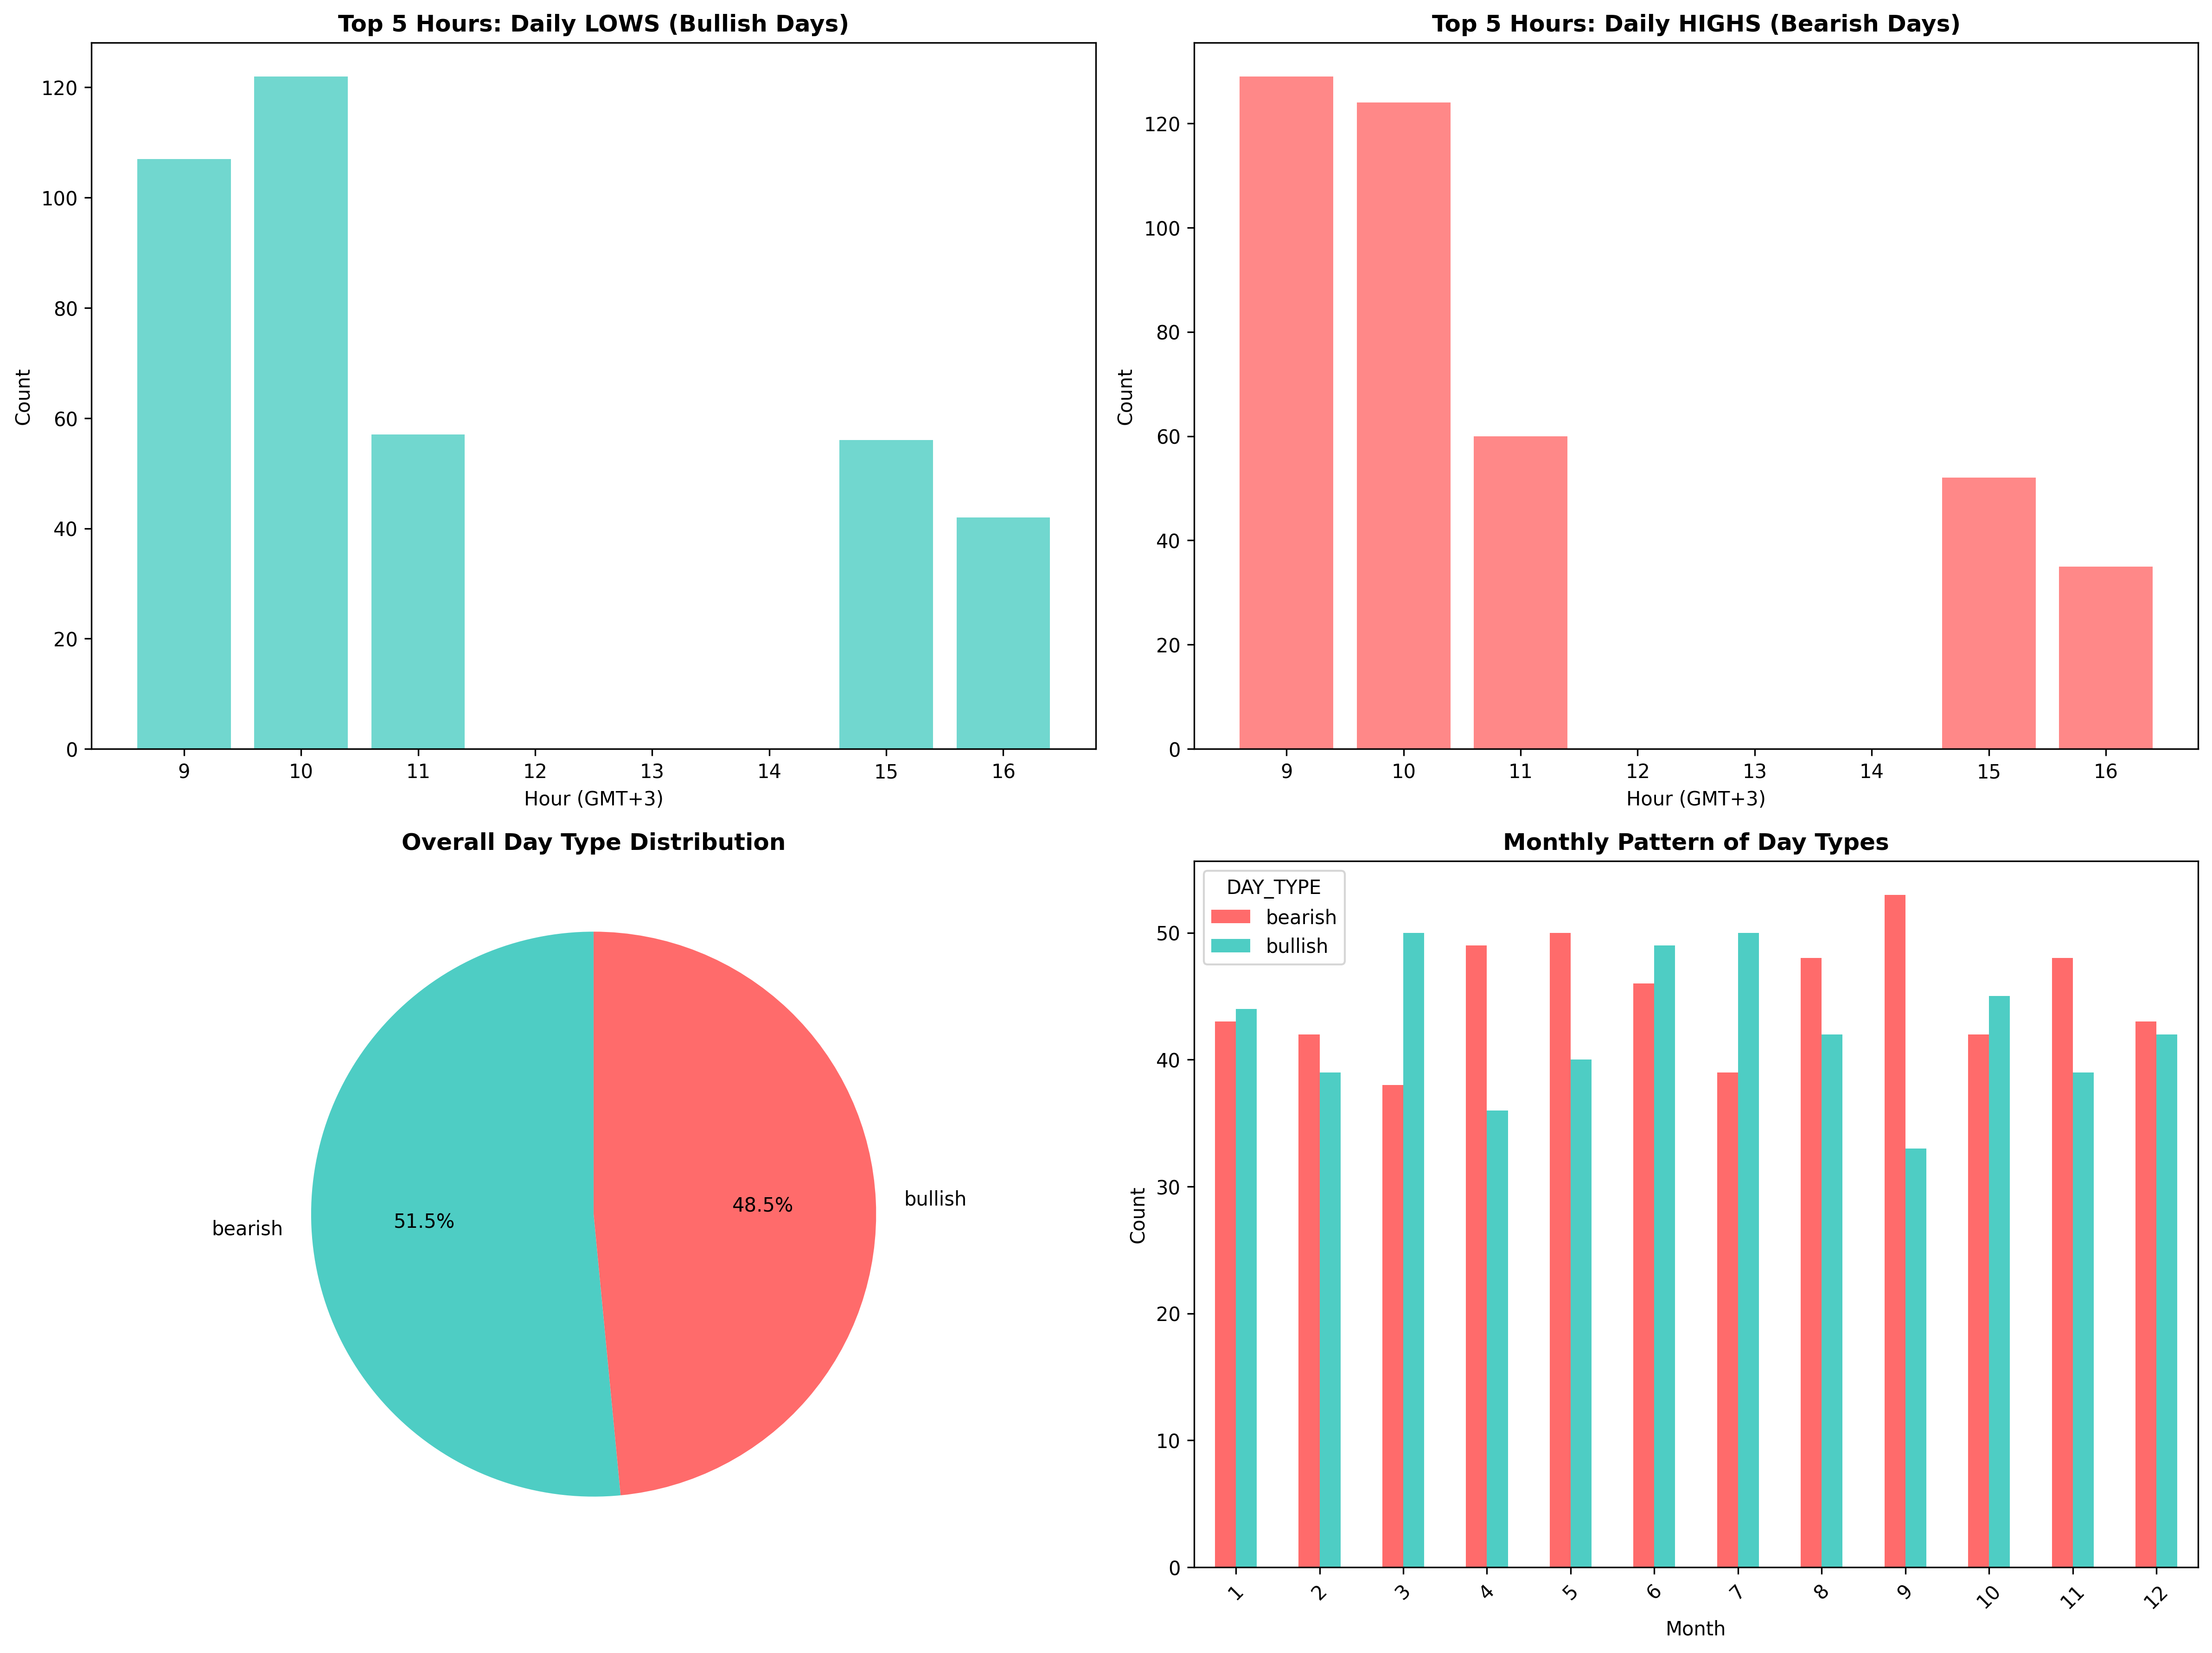 Top 5 Hours: Daily LOWS (Bullish Days)
120
100
80
60
40
20
0
Count
9 10 11 12 13 14 15 16
Hour (GMT+3)
Top 5 Hours: Daily HIGHS (Bearish Days)
120
100
80
60
40
20
0
Count
9 10 11 12 13 14 15 16
Hour (GMT+3)
Overall Day Type Distribution
bearish
51.5%
48.5%
bullish
Monthly Pattern of Day Types
DAY_TYPE
bearish
bullish
50
40
30
20
10
0
Count
1 2 3 4 5 6 7 8 9 10 11 12
Month